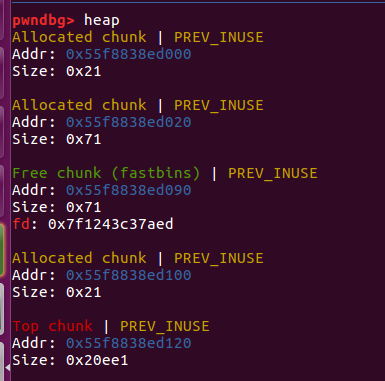 pwndbg> heap
Allocated chunk | PREV_INUSE
Addr: 0x55f8838ed000
Size: 0x21
Allocated chunk | PREV_INUSE
Addr: 0x55f8838ed020
Size: 0x71
Free chunk (fastbins) | PREV_INUSE
Addr: 0x55f8838ed090
Size: 0x71
fd: 0x7f1243c37aed
Allocated chunk | PREV_INUSE
Addr: 0x55f8838ed100
Size: 0x21
Top chunk | PREV_INUSE
Addr: 0x55f8838ed120
Size: 0x20ee1